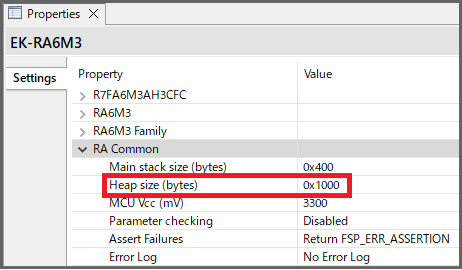 Properties
EK-RA6M3
Settings
Property Value
R7FA6M3AH3CFC
RA6M3
RA6M3 Family
RA Common
Main stack size (bytes) 0x400
Heap size (bytes) 0x1000
MCU Vcc (mV) 3300
Parameter checking Disabled
Assert Failures Return FSP_ERR_ASSERTION
Error Log No Error Log